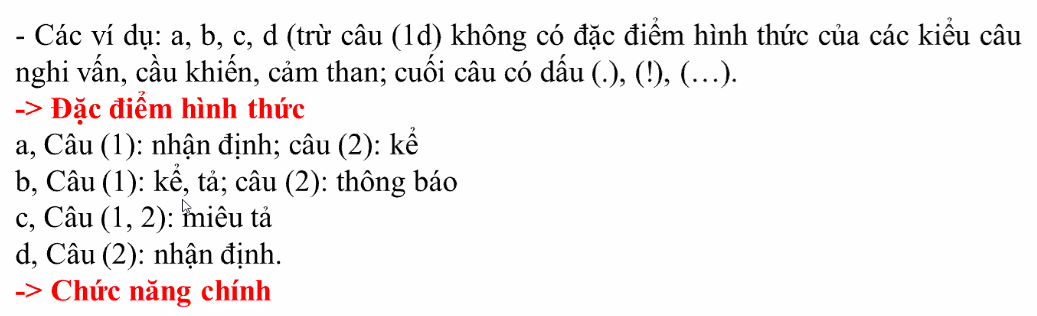 - Các ví dụ: a, b, c, d (trừ câu (1d) không có đặc điểm hình thức của các kiểu câu
nghi vấn, cầu khiến, cảm than; cuối câu có dấu (.), (!), (…).
-> Đặc điểm hình thức
a, Câu (1): nhận định; câu (2): kể
b, Câu (1): kể, tả; câu (2): thông báo
c, Câu (1, 2): miêu tả
d, Câu (2): nhận định.
-> Chức năng chính